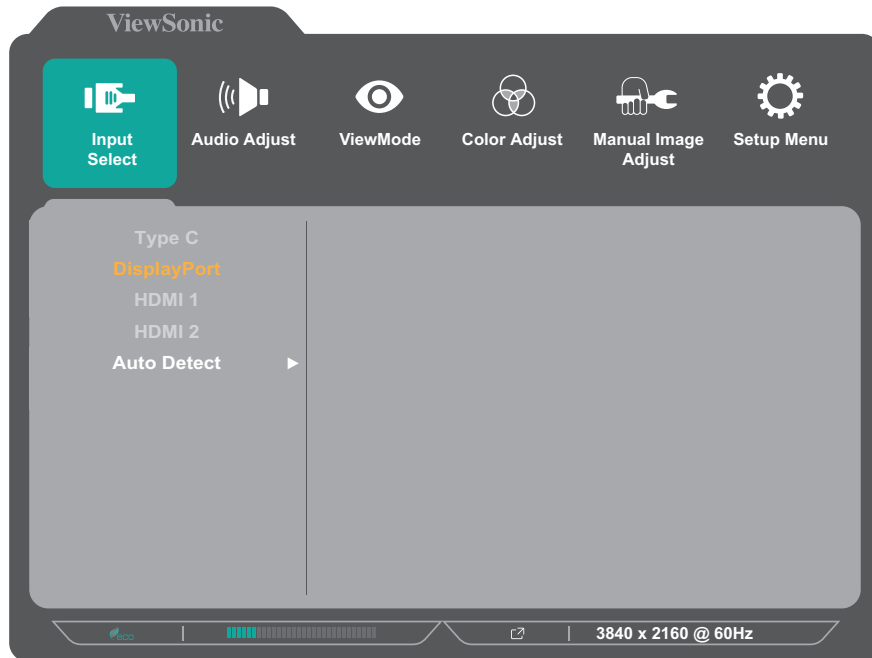 ViewSonic
Input
Select
Audio Adjust
ViewMode
Color Adjust
Manual Image
Adjust
Setup Menu
Type C
DisplayPort
HDMI 1
HDMI 2
Auto Detect
eco
3840 x 2160 @ 60Hz